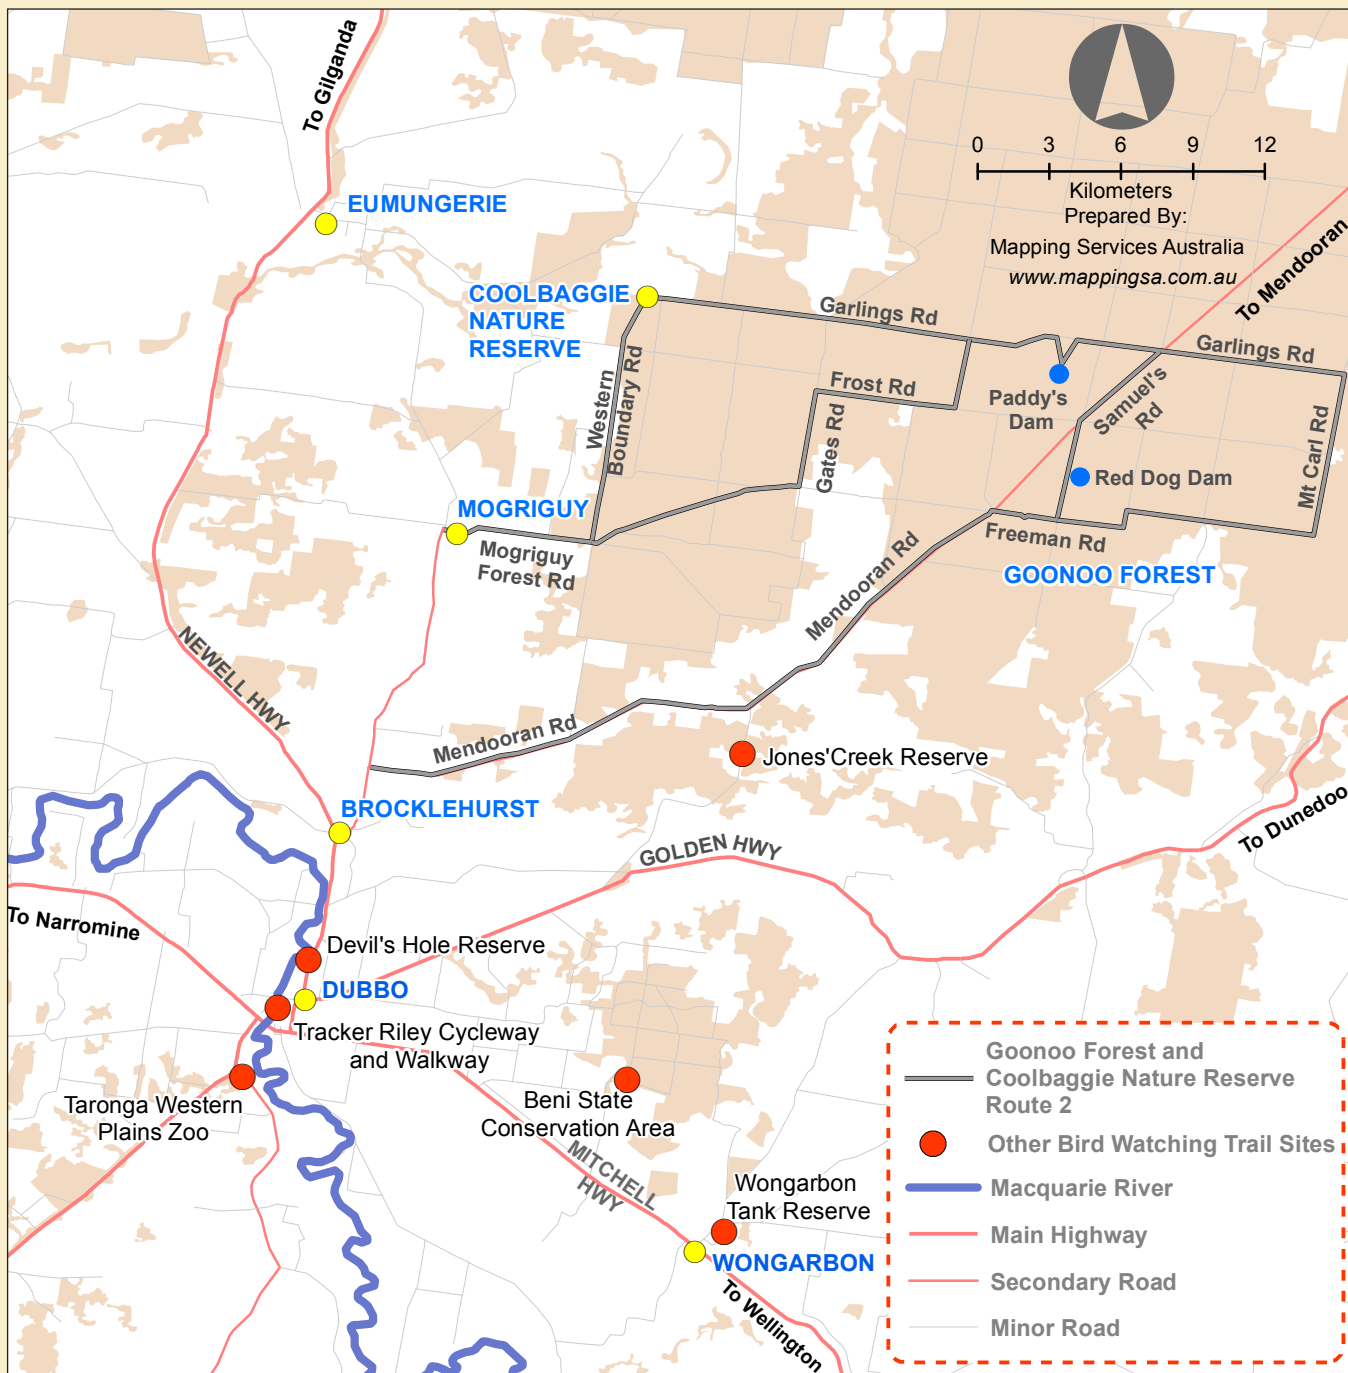 To Gilganda
EUMUNGERIE
0 3 6 9 12
Kilometers
Prepared By:
Mapping Services Australia
www.mappingsa.com.au
To Mendooran
COOLBAGGIE
NATURE
RESERVE
Garlings Rd
Garlings Rd
Western
Boundary Rd
Frost Rd
Gates Rd
Paddy's
Dam
Samuel's
Rd
Mt Carl Rd
Red Dog Dam
MOGRIGUY
Mogriguy
Forest Rd
Freeman Rd
GOONOO FOREST
Mendooran Rd
NEWELL HWY
Mendooran Rd
Jones'Creek Reserve
BROCKLEHURST
GOLDEN HWY
To Dunedoo
To Narromine
Devil's Hole Reserve
DUBBO
Tracker Riley Cycleway
and Walkway
Taronga Western
Plains Zoo
Beni State
Conservation Area
MITCHELL
HWY
Wongarbon
Tank Reserve
WONGARBON
To Wellington
Goonoo Forest and
Coolbaggie Nature Reserve
Route 2
Other Bird Watching Trail Sites
Macquarie River
Main Highway
Secondary Road
Minor Road